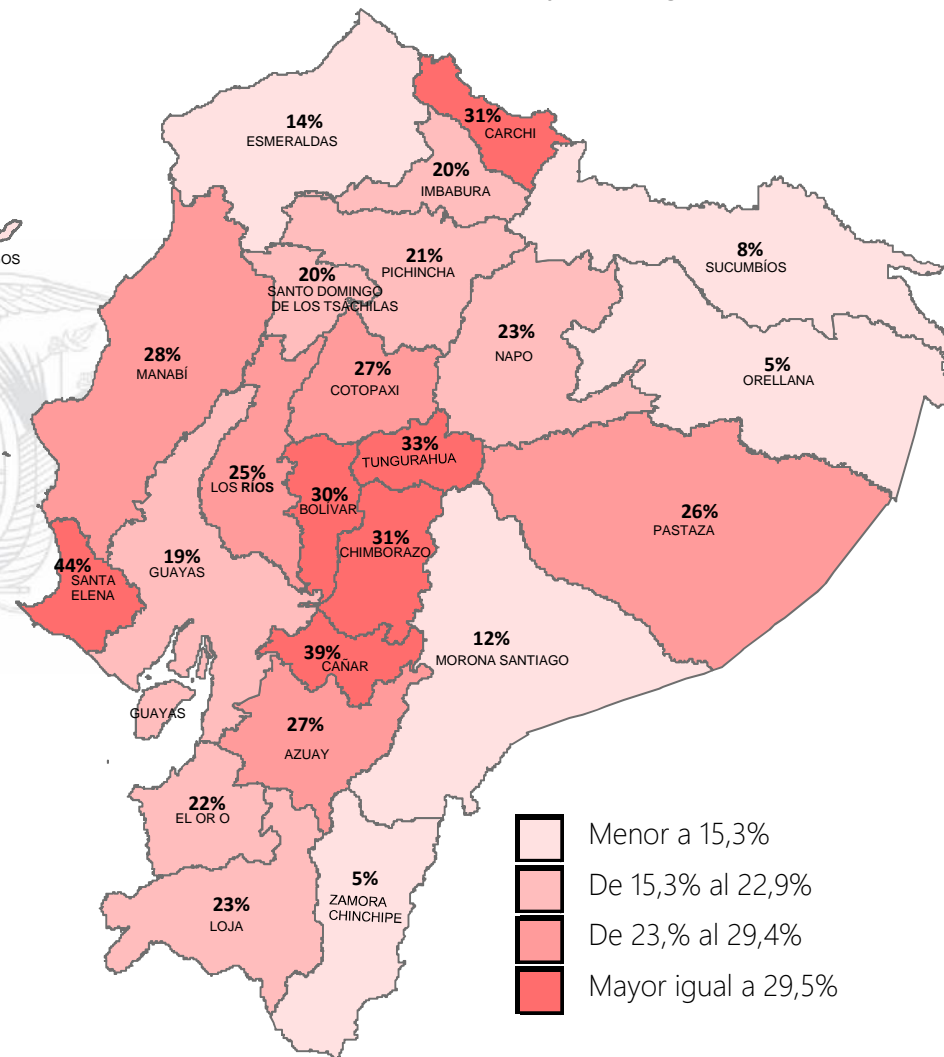 14%
ESMERALDAS
31%
CARCHI
20%
IMBABURA
OS
8%
SUCUMBÍOS
21%
PICHINCHA
20%
SANTO DOMINGO
DE LOS TSÁCHILAS
23%
NAPO
28%
MANABÍ
27%
COTOPAXI
5%
ORELLANA
33%
TUNGURAHUA
25%
LOS RÍOS
30%
BOLÍVAR
26%
PASTAZA
31%
CHIMBORAZO
19%
GUAYAS
44%
SANTA
ELENA
12%
MORONA SANTIAGO
39%
CAÑAR
GUAYAS
27%
AZUAY
22%
EL OR O
5%
ZAMORA
CHINCHIPE
23%
LOJA
Menor a 15,3%
De 15,3% al 22,9%
De 23,% al 29,4%
Mayor igual a 29,5%